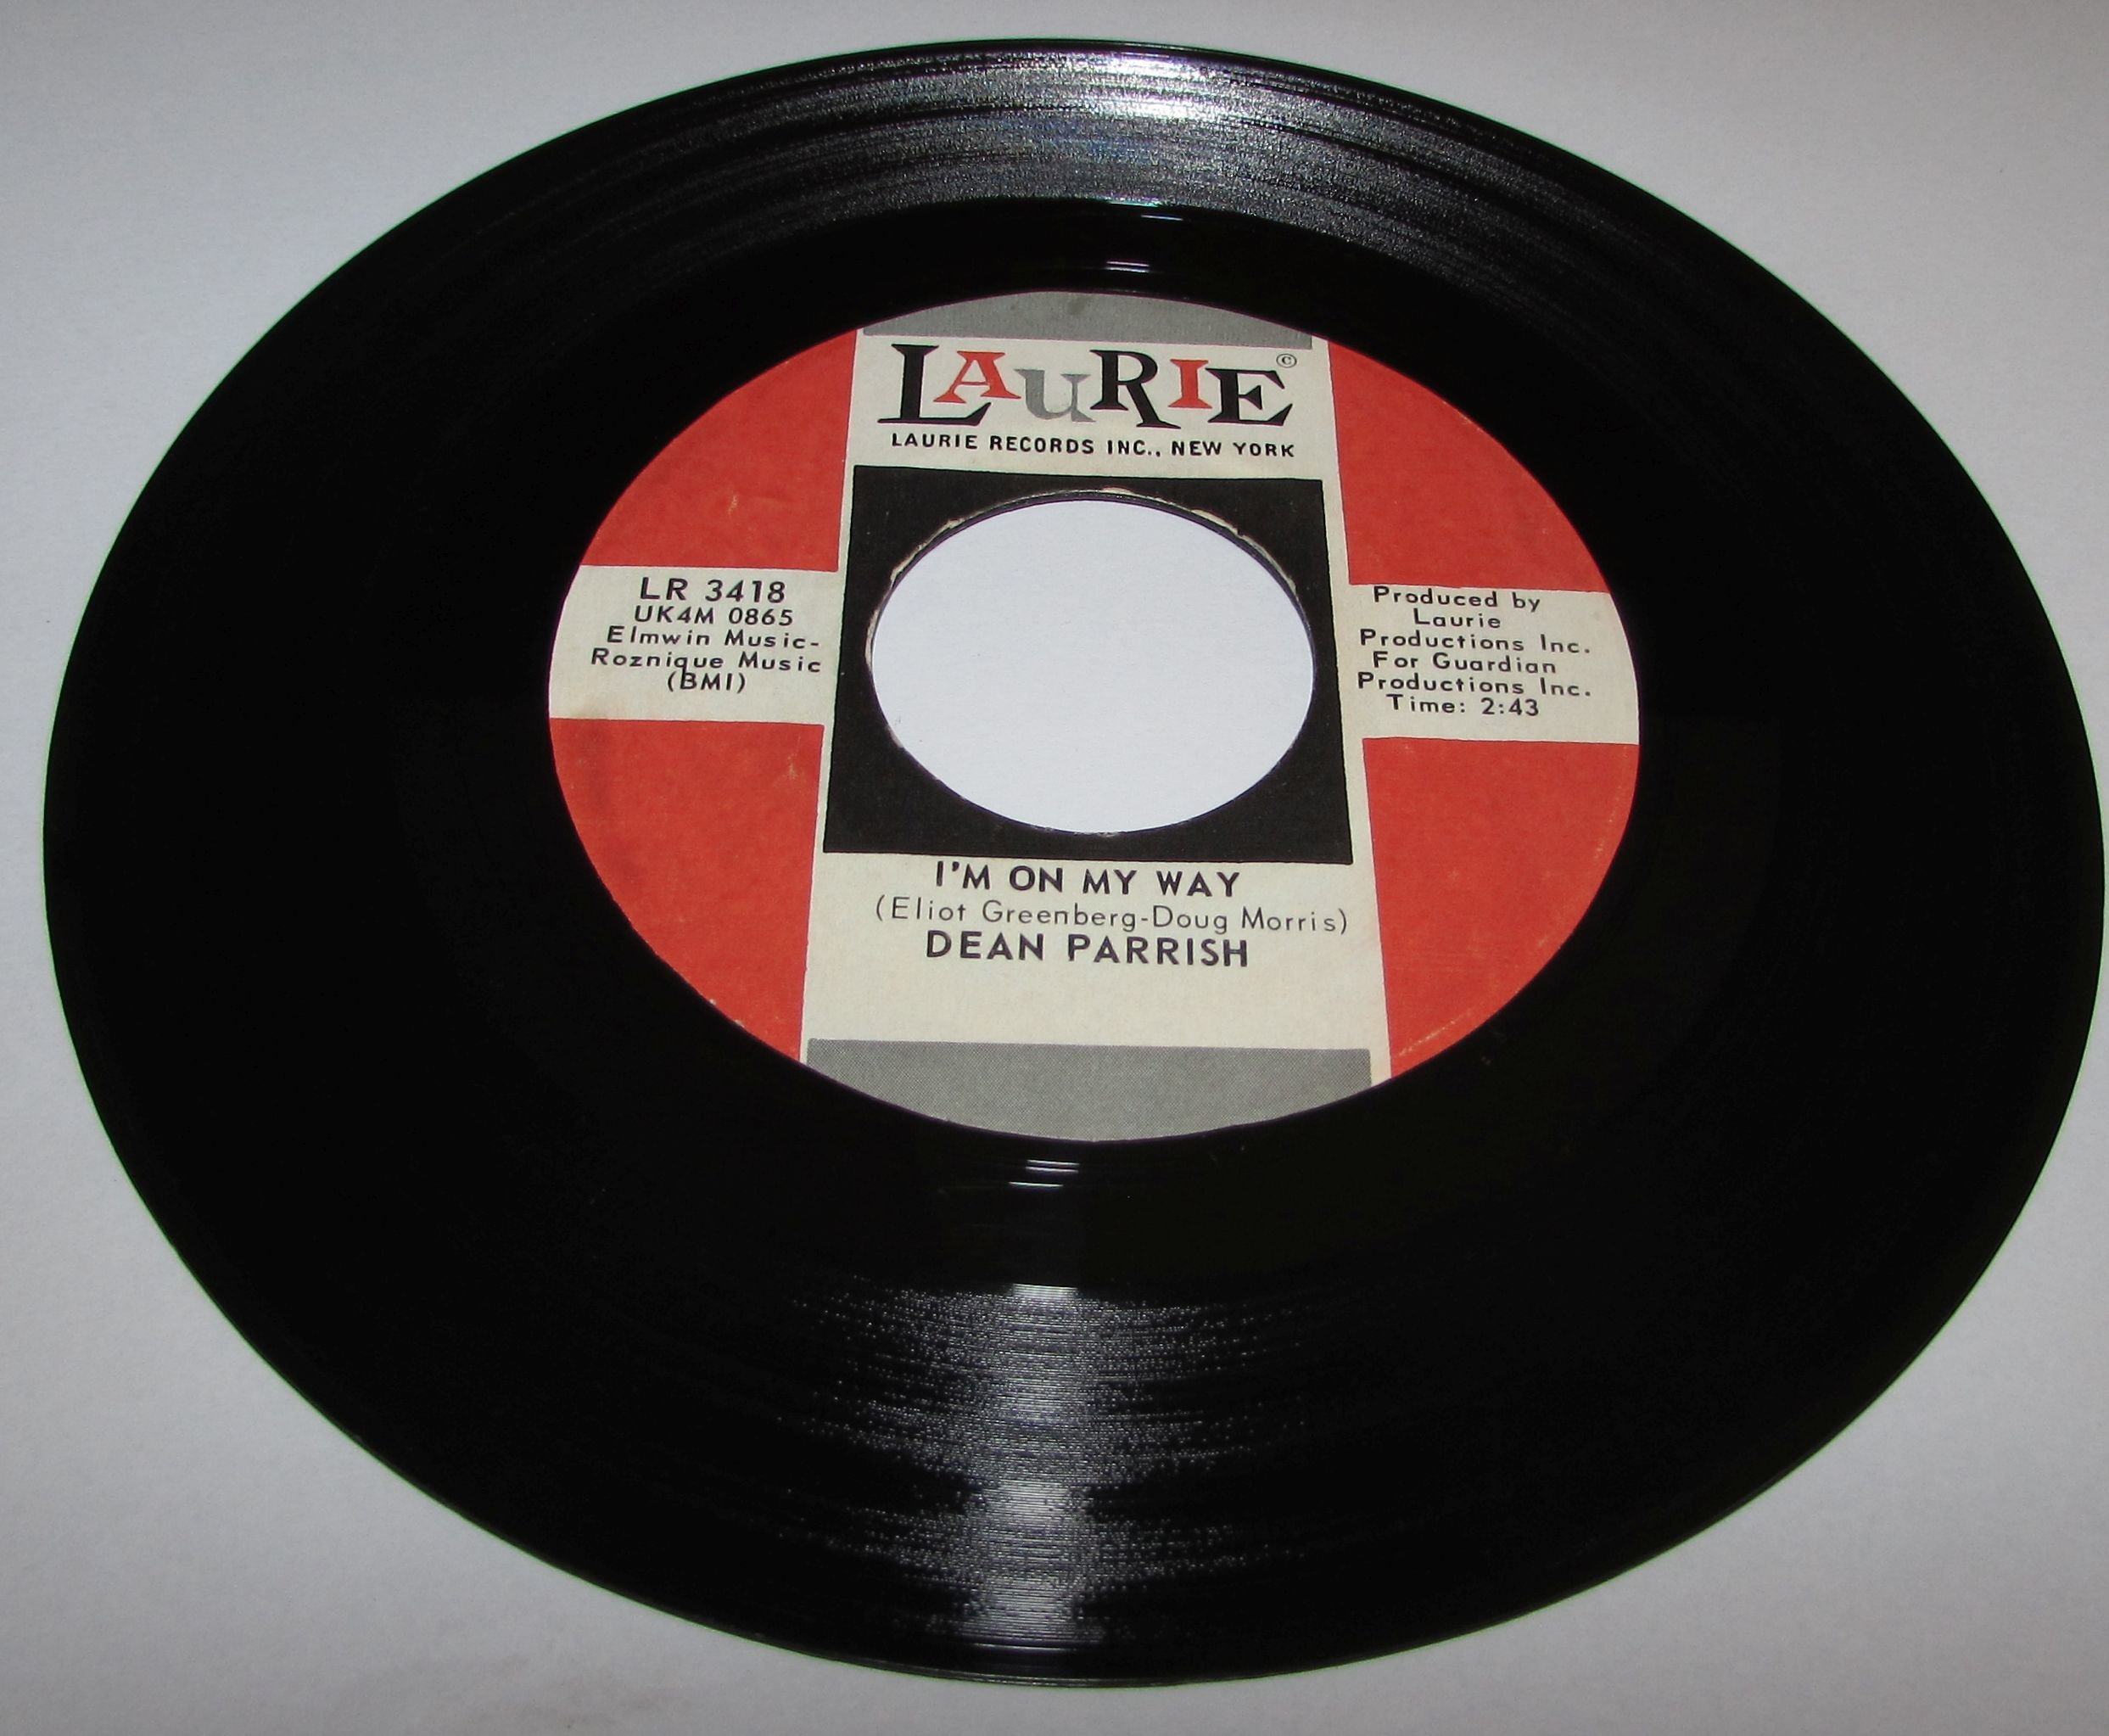 LAURIE ©
LAURIE RECORDS INC., NEW YORK
LR 3418
UK4M 0865
Elmwin Music-
Roznique Music
(BMI)
Produced by
Laurie
Productions Inc.
For Guardian
Productions Inc.
Time: 2:43
I'M ON MY WAY
(Eliot Greenberg-Doug Morris)
DEAN PARRISH